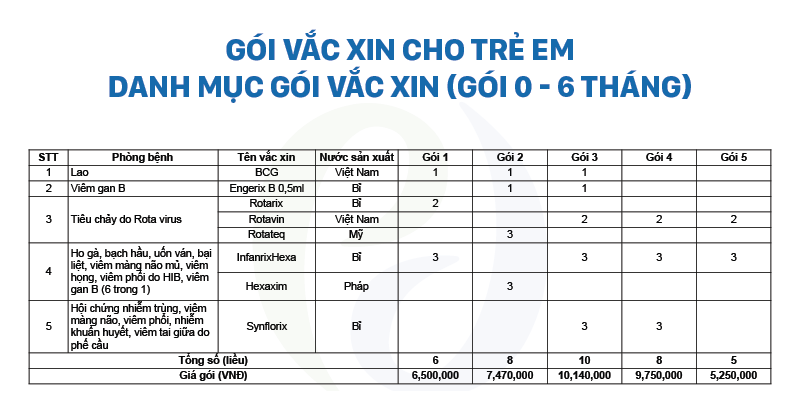 GÓI VẮC XIN CHO TRẺ EM
DANH MỤC GÓI VẮC XIN (GÓI 0 - 6 THÁNG)
STT Phòng bệnh Tên vắc xin Nước sản xuất Gói 1 Gói 2 Gói 3 Gói 4 Gói 5
1 Lao BCG Việt Nam 1 1 1
2 Viêm gan B Engerix B 0,5ml Bỉ 1 1
3 Tiêu chảy do Rota virus
Rotarix Bỉ 2
Rotavin Việt Nam 2 2 2
Rotateq Mỹ 3
4 Ho gà, bạch hầu, uốn ván, bại
liệt, viêm màng não mủ, viêm
họng, viêm phổi do HIB, viêm
gan B (6 trong 1)
InfanrixHexa Bỉ 3 3 3 3
Hexaxim Pháp 3
5 Hội chứng nhiễm trùng, viêm
màng não, viêm phổi, nhiễm
khuẩn huyết, viêm tai giữa do
phế cầu
Synflorix Bỉ 3 3
Tổng số (liều) 6 8 10 8 5
Giá gói (VNĐ) 6,500,000 7,470,000 10,140,000 9,750,000 5,250,000